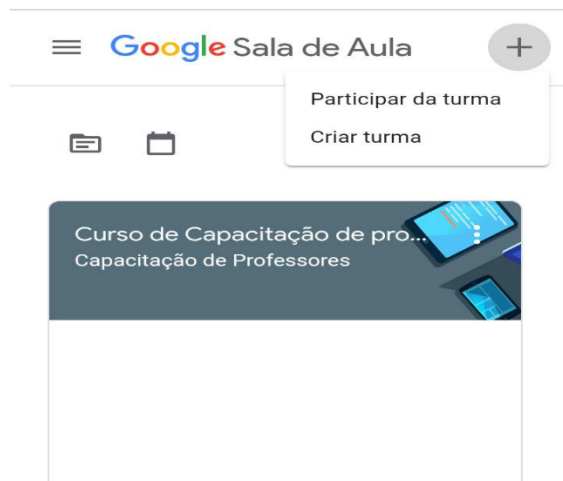 Google Sala de Aula
Participar da turma
Criar turma
Curso de Capacitação de pro...
Capacitação de Professores